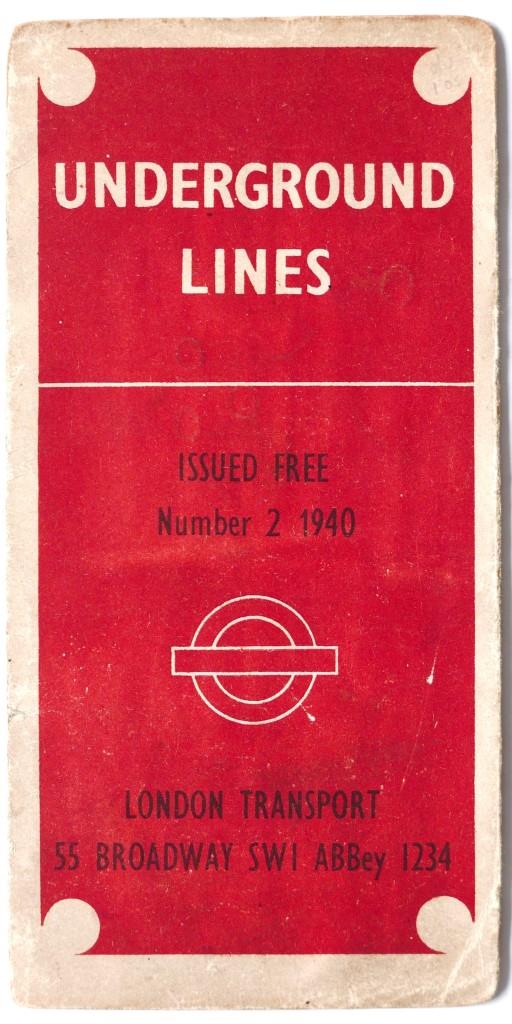 UNDERGROUND
LINES
ISSUED FREE
Number 2 1940
LONDON TRANSPORT
55 BROADWAY SW1 ABBey 1234